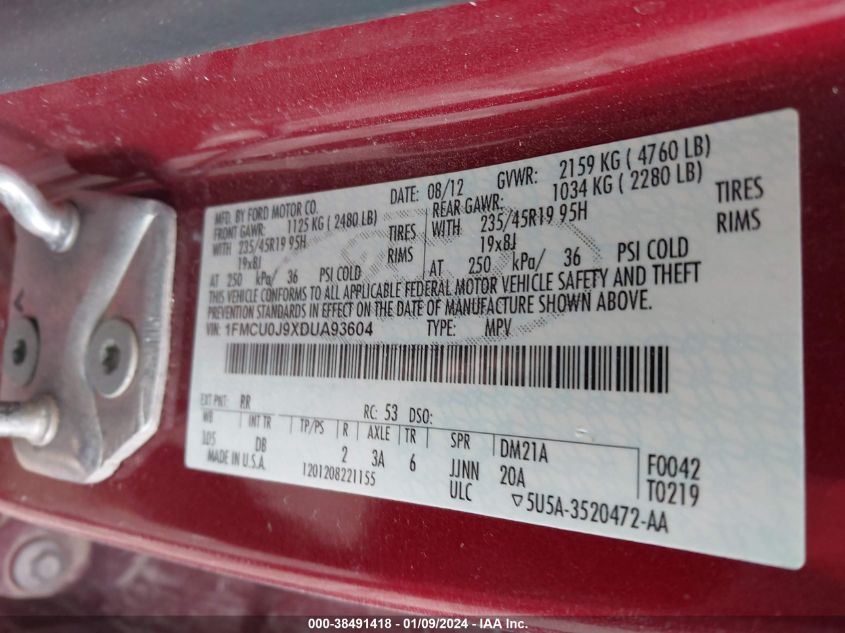 MFD. BY FORD MOTOR CO. DATE: 08/12 GVWR: 2159 KG ( 4760 LB)
FRONT GAWR: 1125 KG ( 2480 LB) REAR GAWR: 1034 KG ( 2280 LB)
WITH 235/45R19 95H TIRES WITH 235/45R19 95H TIRES
19x8J RIMS 19x8J RIMS
AT 250 kPa/ 36 PSI COLD AT 250 kPa/ 36 PSI COLD
THIS VEHICLE CONFORMS TO ALL APPLICABLE FEDERAL MOTOR VEHICLE SAFETY AND THEFT
PREVENTION STANDARDS IN EFFECT ON THE DATE OF MANUFACTURE SHOWN ABOVE.
VIN: 1FMCU0J9XDUA93604 TYPE: MPV
EXT PNT: RR RC: 53 DSO:
WB INT TR TP/PS R AXLE TR SPR DM21A F0042
105 DB 2 3A 6 JJNN 20A T0219
MADE IN U.S.A. 1201208221155 ULC 5U5A-3520472-AA
000-38491418 - 01/09/2024 - IAA Inc.